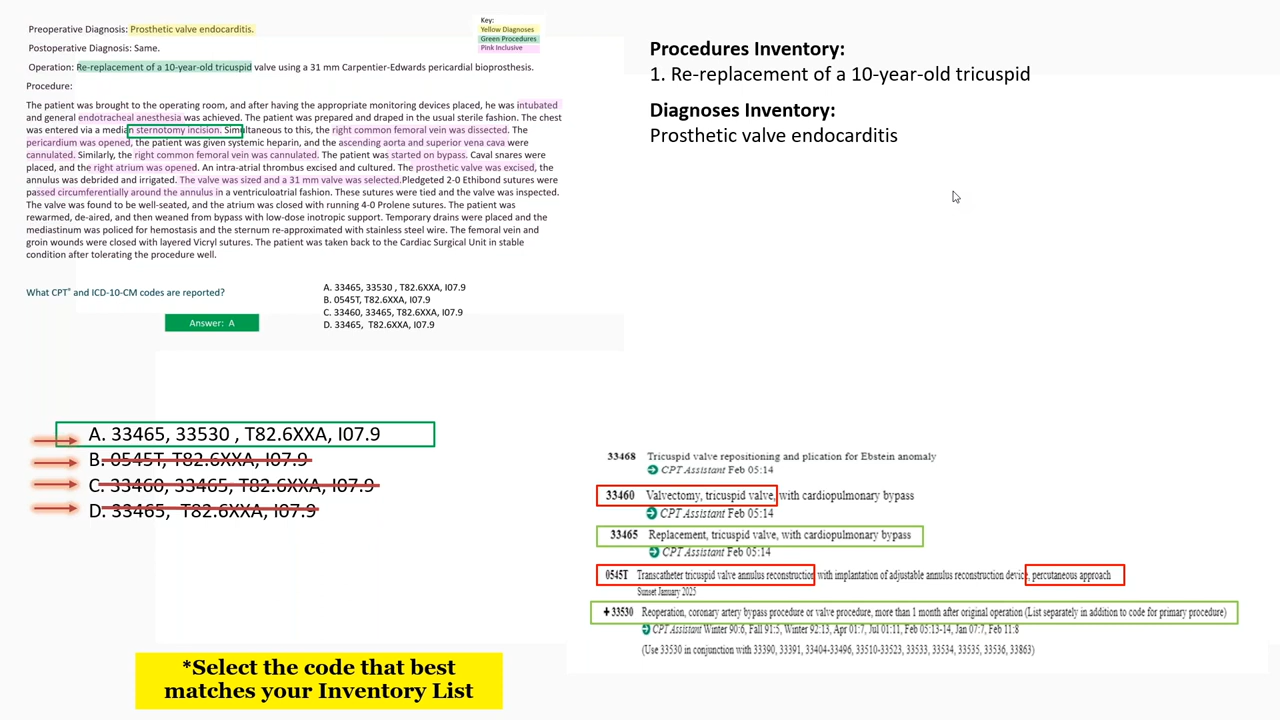 Preoperative Diagnosis: Prosthetic valve endocarditis.
Postoperative Diagnosis: Same.
Operation: Re-replacement of a 10-year-old tricuspid valve using a 31 mm Carpentier-Edwards pericardial bioprosthesis.
Procedure:
The patient was brought to the operating room, and after having the appropriate monitoring devices placed, he was intubated
and general endotracheal anesthesia was achieved. The patient was prepared and draped in the usual sterile fashion. The chest
was entered via a median sternotomy incision. Simultaneous to this, the right common femoral vein was dissected. The
pericardium was opened, the patient was given systemic heparin, and the ascending aorta and superior vena cava were
cannulated. Similarly, the right common femoral vein was cannulated. The patient was started on bypass. Caval snares were
placed, and the right atrium was opened. An intra-atrial thrombus excised and cultured. The prosthetic valve was excised, the
annulus was debrided and irrigated. The valve was sized and a 31 mm valve was selected.Pledgeted 2-0 Ethibond sutures were
passed circumferentially around the annulus in a ventriculoatrial fashion. These sutures were tied and the valve was inspected.
The valve was found to be well-seated, and the atrium was closed with running 4-0 Prolene sutures. The patient was
rewarmed, de-aired, and then weaned from bypass with low-dose inotropic support. Temporary drains were placed and the
mediastinum was policed for hemostasis and the sternum re-approximated with stainless steel wire. The femoral vein and
groin wounds were closed with layered Vicryl sutures. The patient was taken back to the Cardiac Surgical Unit in stable
condition after tolerating the procedure well.
Key:
Yellow Diagnoses
Green Procedures
Pink Inclusive
What CPT® and ICD-10-CM codes are reported?
A. 33465, 33530 , T82.6XXA, I07.9
B. 0545T, T82.6XXA, I07.9
C. 33460, 33465, T82.6XXA, I07.9
D. 33465, T82.6XXA, I07.9
Answer: A
Procedures Inventory:
1. Re-replacement of a 10-year-old tricuspid
Diagnoses Inventory:
Prosthetic valve endocarditis
A. 33465, 33530 , T82.6XXA, I07.9
B. 0545T, T82.6XXA, I07.9
C. 33460, 33465, T82.6XXA, I07.9
D. 33465, T82.6XXA, I07.9
*Select the code that best
matches your Inventory List
33468 Tricuspid valve repositioning and plication for Ebstein anomaly
CPT Assistant Feb 05:14
33460 Valvectomy, tricuspid valve, with cardiopulmonary bypass
CPT Assistant Feb 05:14
33465 Replacement, tricuspid valve, with cardiopulmonary bypass
CPT Assistant Feb 05:14
0545T Transcatheter tricuspid valve annulus reconstruction with implantation of adjustable annulus reconstruction device, percutaneous approach
Sunset January 2025
+33530 Reoperation, coronary artery bypass procedure or valve procedure, more than 1 month after original operation (List separately in addition to code for primary procedure)
CPT Assistant Winter 90:6, Fall 91:5, Winter 92:13, Apr 01:7, Jul 01:11, Feb 05:13-14, Jan 07:7, Feb 11:8
(Use 33530 in conjunction with 33390, 33391, 33404-33496, 33510-33523, 33533, 33534, 33535, 33536, 33863)